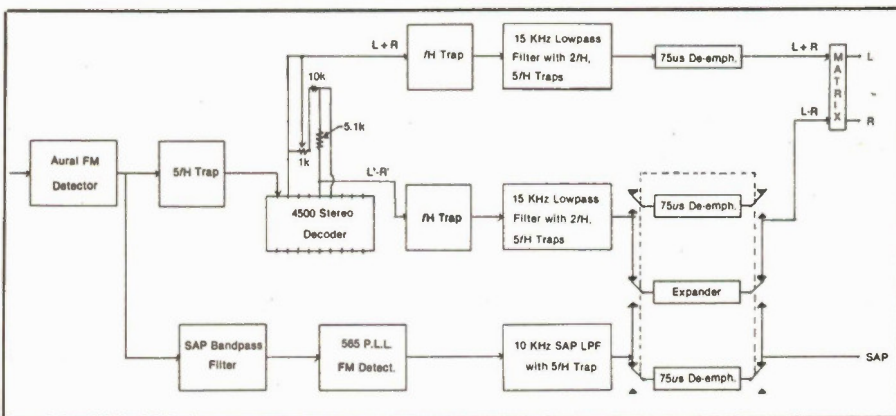 L + R
/H Trap
15 KHz Lowpass
Filter with 2/H,
5/H Traps
75us De-emph.
L + R
MATRIX
L
R
L-R
10k
5.1k
1k
Aural FM
Detector
5/H Trap
4500 Stereo
Decoder
L'-R'
/H Trap
15 KHz Lowpass
Filter with 2/H,
5/H Traps
75us De-emph.
Expander
SAP Bandpass
Filter
565 P.L.L.
FM Detect.
10 KHz SAP LPF
with 5/H Trap
75us De-emph.
SAP